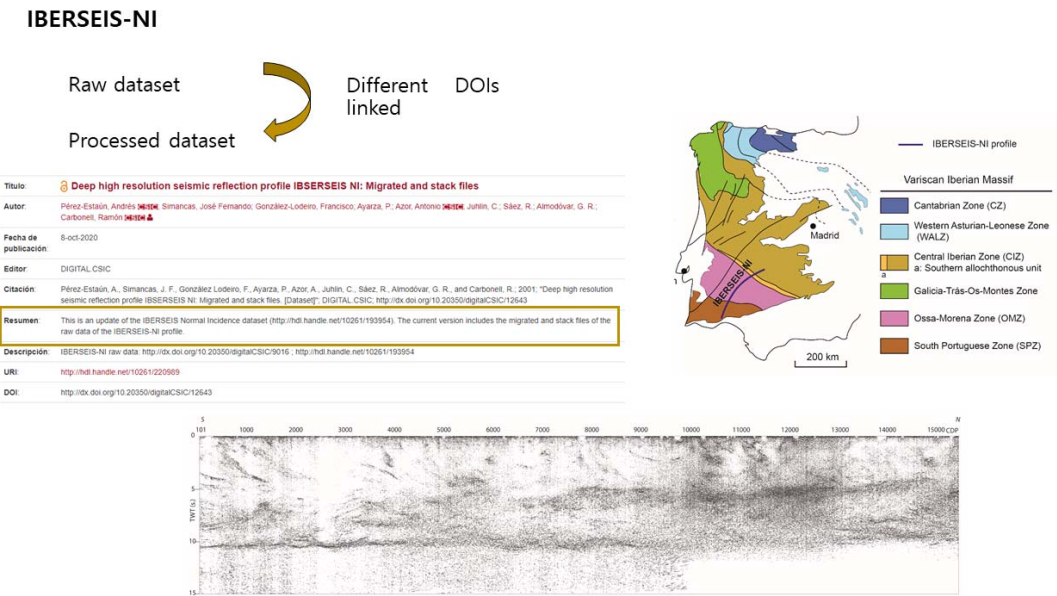 IBERSEIS-NI
Raw dataset
Different DOIs
linked
Processed dataset
Título: Deep high resolution seismic reflection profile IBSERSEIS NI: Migrated and stack files
Autor: Pérez-Estaún, Andrés Simancas, José Fernando; González-Lodeiro, Francisco; Ayarza, P.; Azor, Antonio Juhlin, C.; Sáez, R.; Almodóvar, G. R.;
Carbonell, Ramón
Fecha de publicación: 8-oct-2020
Editor DIGITAL.CSIC
Citación: Pérez-Estaún, A., Simancas, J. F., González Lodeiro, F., Ayarza, P., Azor, A., Juhlin, C., Sáez, R., Almodóvar, G. R., and Carbonell, R.; 2001; "Deep high resolution
seismic reflection profile IBSERSEIS NI: Migrated and stack files. [Dataset]"; DIGITAL.CSIC; http://dx.doi.org/10.20350/digitalCSIC/12643
Resumen: This is an update of the IBERSEIS Normal Incidence dataset (http://hdl.handle.net/10261/193954). The current version includes the migrated and stack files of the
raw data of the IBERSEIS-NI profile.
Descripción: IBERSEIS-NI raw data: http://dx.doi.org/10.20350/digitalCSIC/9016 ; http://hdl.handle.net/10261/193954
URI: http://hdl.handle.net/10261/220989
DOI: http://dx.doi.org/10.20350/digitalCSIC/12643
IBERSEIS-NI profile
Variscan Iberian Massif
Cantabrian Zone (CZ)
Western Asturian-Leonese Zone
(WALZ)
Central Iberian Zone (CIZ)
a: Southern allochthonous unit
a
Galicia-Trás-Os-Montes Zone
Ossa-Morena Zone (OMZ)
South Portuguese Zone (SPZ)
Madrid
IBERSEIS-NI
200 km
S N
101 1000 2000 3000 4000 5000 6000 7000 8000 9000 10000 11000 12000 13000 14000 15000 CDP
0
5
TWT (s.)
10
15